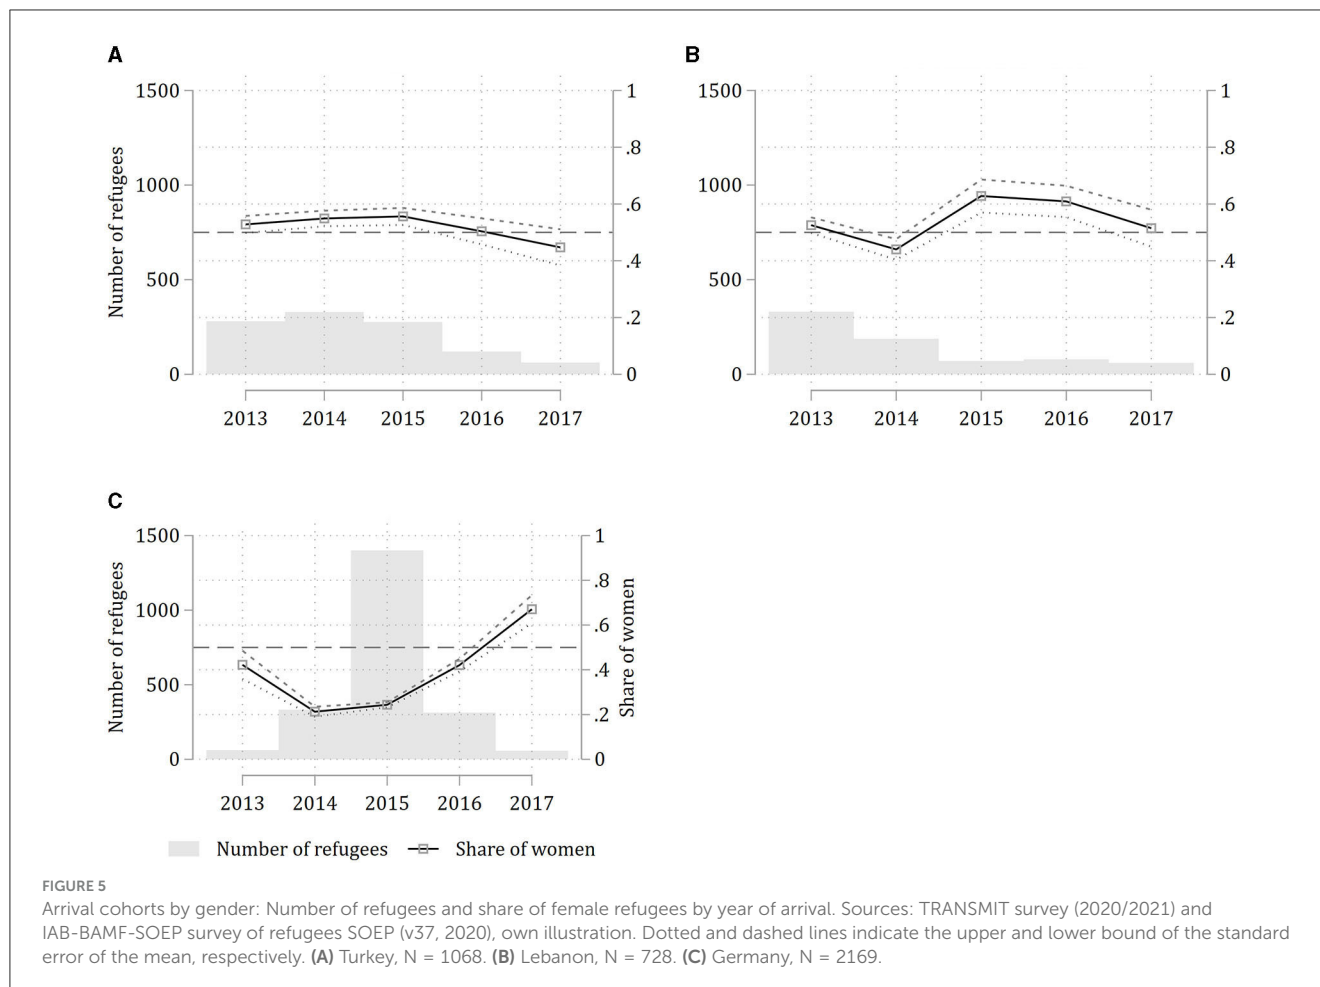 A
B
1500
1000
500
0
Number of refugees
1
.8
.6
.4
.2
0
2013 2014 2015 2016 2017
1500
1000
500
0
1
.8
.6
.4
.2
0
2013 2014 2015 2016 2017
C
1500
1000
500
0
Number of refugees
1
.8
.6
.4
.2
0
Share of women
2013 2014 2015 2016 2017
Number of refugees Share of women
FIGURE 5
Arrival cohorts by gender: Number of refugees and share of female refugees by year of arrival. Sources: TRANSMIT survey (2020/2021) and
IAB-BAMF-SOEP survey of refugees SOEP (v37, 2020), own illustration. Dotted and dashed lines indicate the upper and lower bound of the standard
error of the mean, respectively. (A) Turkey, N = 1068. (B) Lebanon, N = 728. (C) Germany, N = 2169.